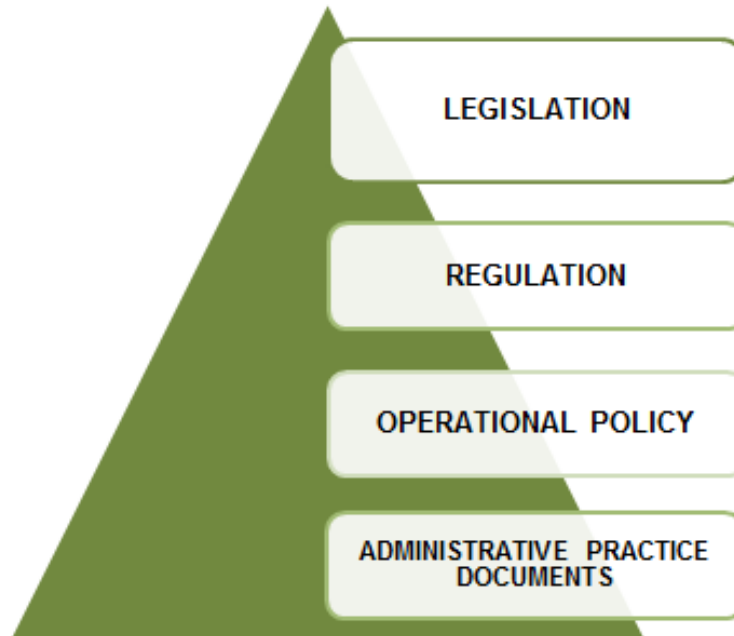 LEGISLATION
REGULATION
OPERATIONAL POLICY
ADMINISTRATIVE PRACTICE
DOCUMENTS